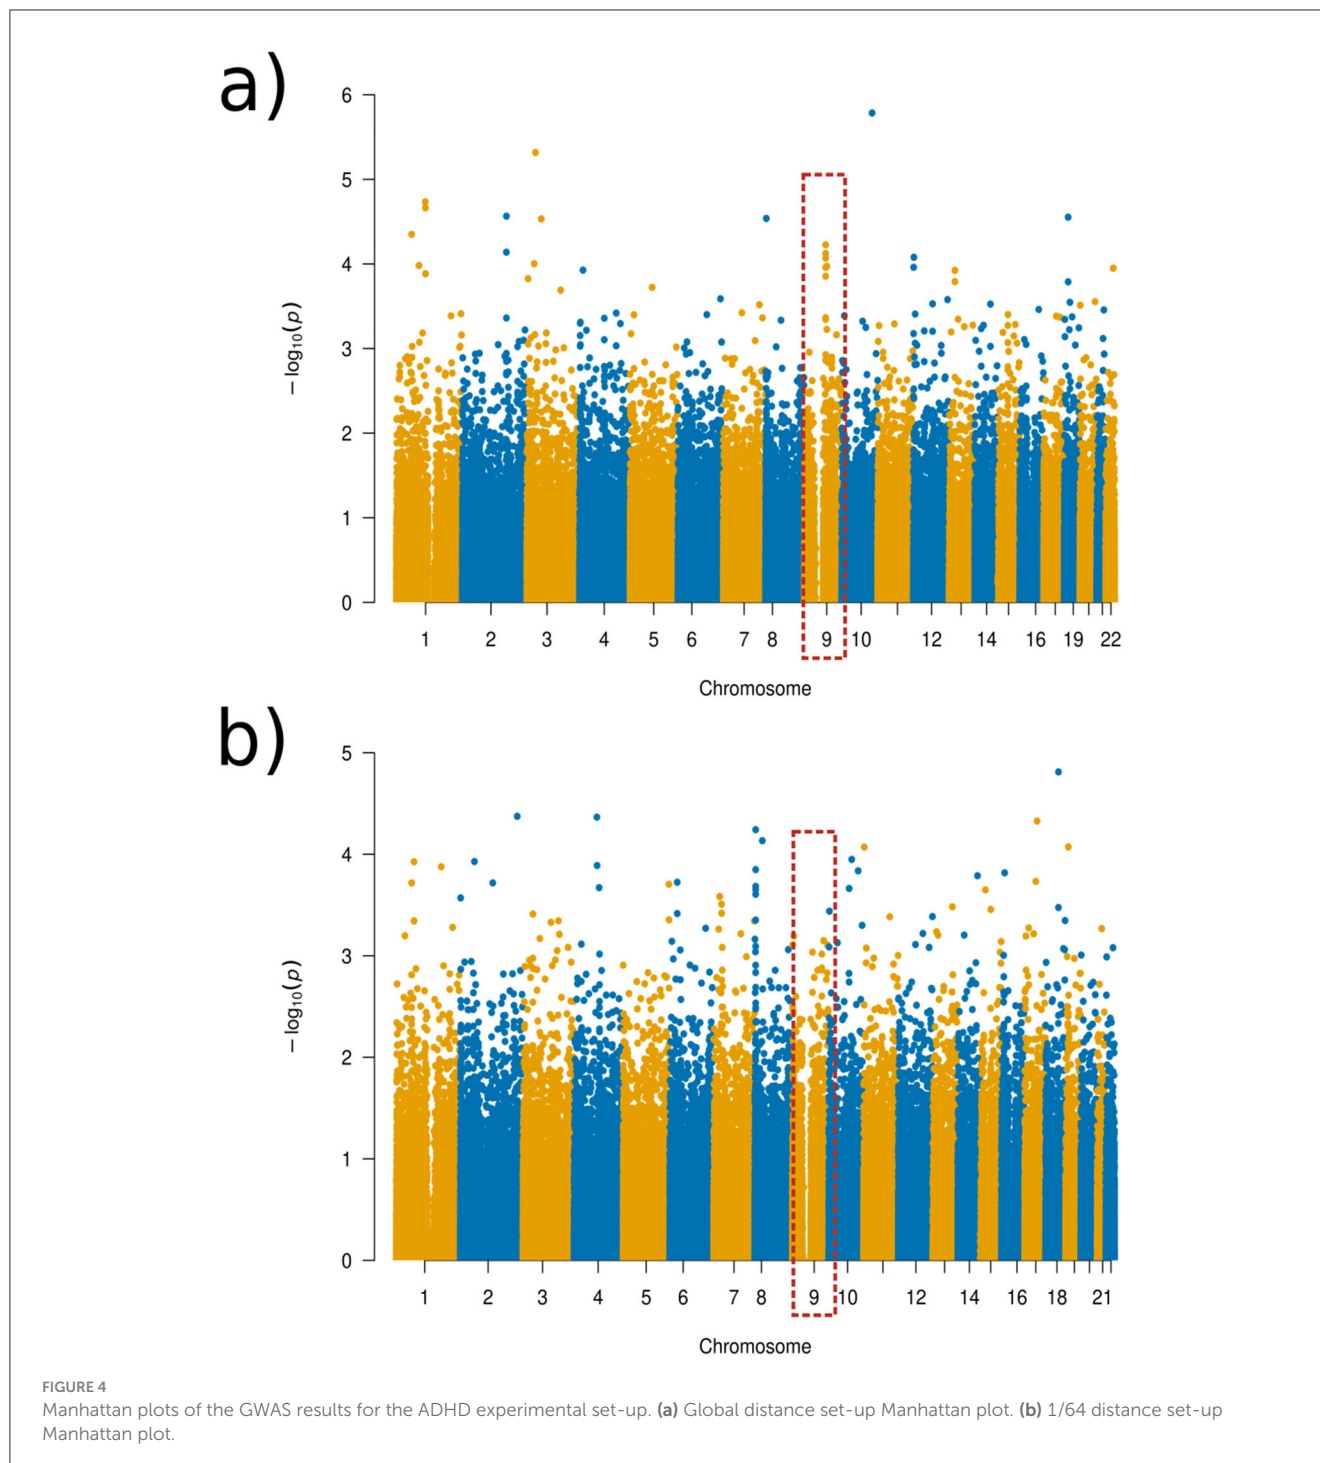 a)
6
5
4
3
2
1
0
−log10(p)
1 2 3 4 5 6 7 8 9 10 12 14 16 19 22
Chromosome
b)
5
4
3
2
1
0
−log10(p)
1 2 3 4 5 6 7 8 9 10 12 14 16 18 21
Chromosome
FIGURE 4
Manhattan plots of the GWAS results for the ADHD experimental set-up. (a) Global distance set-up Manhattan plot. (b) 1/64 distance set-up
Manhattan plot.